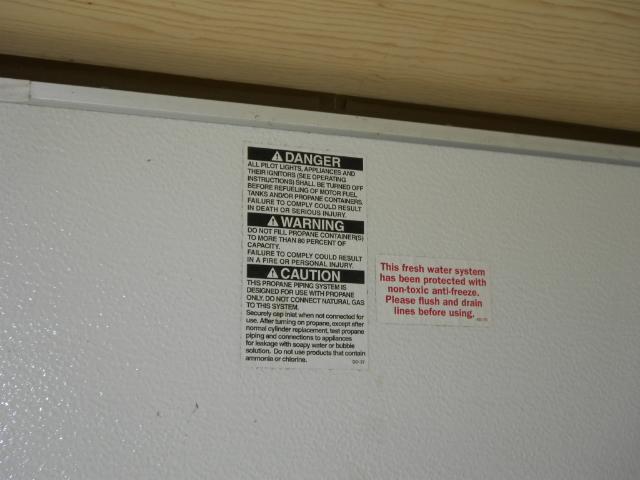 DANGER
ALL PILOT LIGHTS, APPLIANCES AND
THEIR IGNITORS (SEE OPERATING
INSTRUCTIONS) SHALL BE TURNED OFF
BEFORE REFUELING OF MOTOR FUEL
TANKS AND/OR PROPANE CONTAINERS.
FAILURE TO COMPLY COULD RESULT
IN DEATH OR SERIOUS INJURY.
WARNING
DO NOT FILL PROPANE CONTAINER(S)
TO MORE THAN 80 PERCENT OF
CAPACITY.
FAILURE TO COMPLY COULD RESULT
IN A FIRE OR PERSONAL INJURY.
CAUTION
THIS PROPANE PIPING SYSTEM IS
DESIGNED FOR USE WITH PROPANE
ONLY. DO NOT CONNECT NATURAL GAS
TO THIS SYSTEM.
Securely cap inlet when not connected for
use. After turning on propane, except after
normal cylinder replacement, test propane
piping and connections to appliances
for leakage with soapy water or bubble
solution. Do not use products that contain
ammonia or chlorine.
This fresh water system
has been protected with
non-toxic anti-freeze.
Please flush and drain
lines before using.